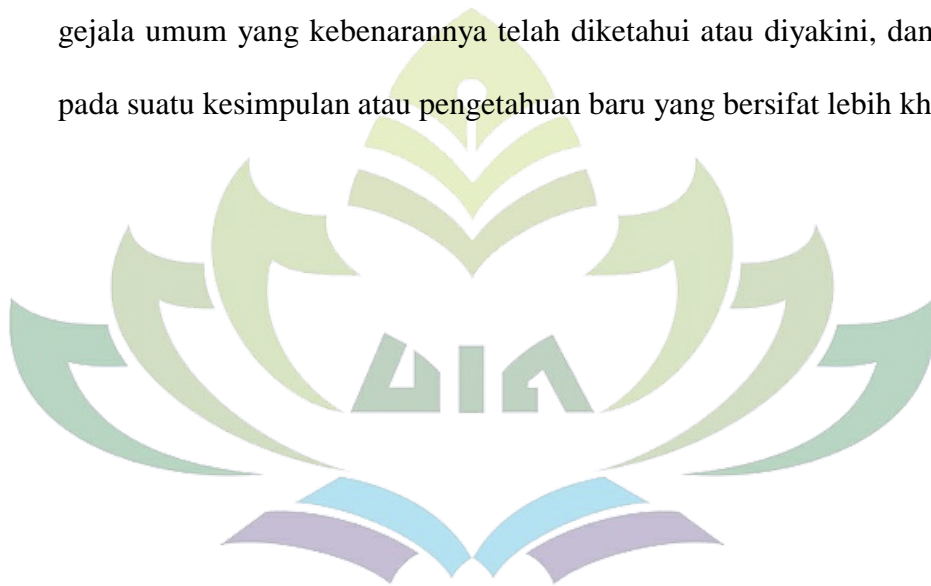 gejala umum yang kebenarannya telah diketahui atau diyakini, dan
pada suatu kesimpulan atau pengetahuan baru yang bersifat lebih kh
UIN